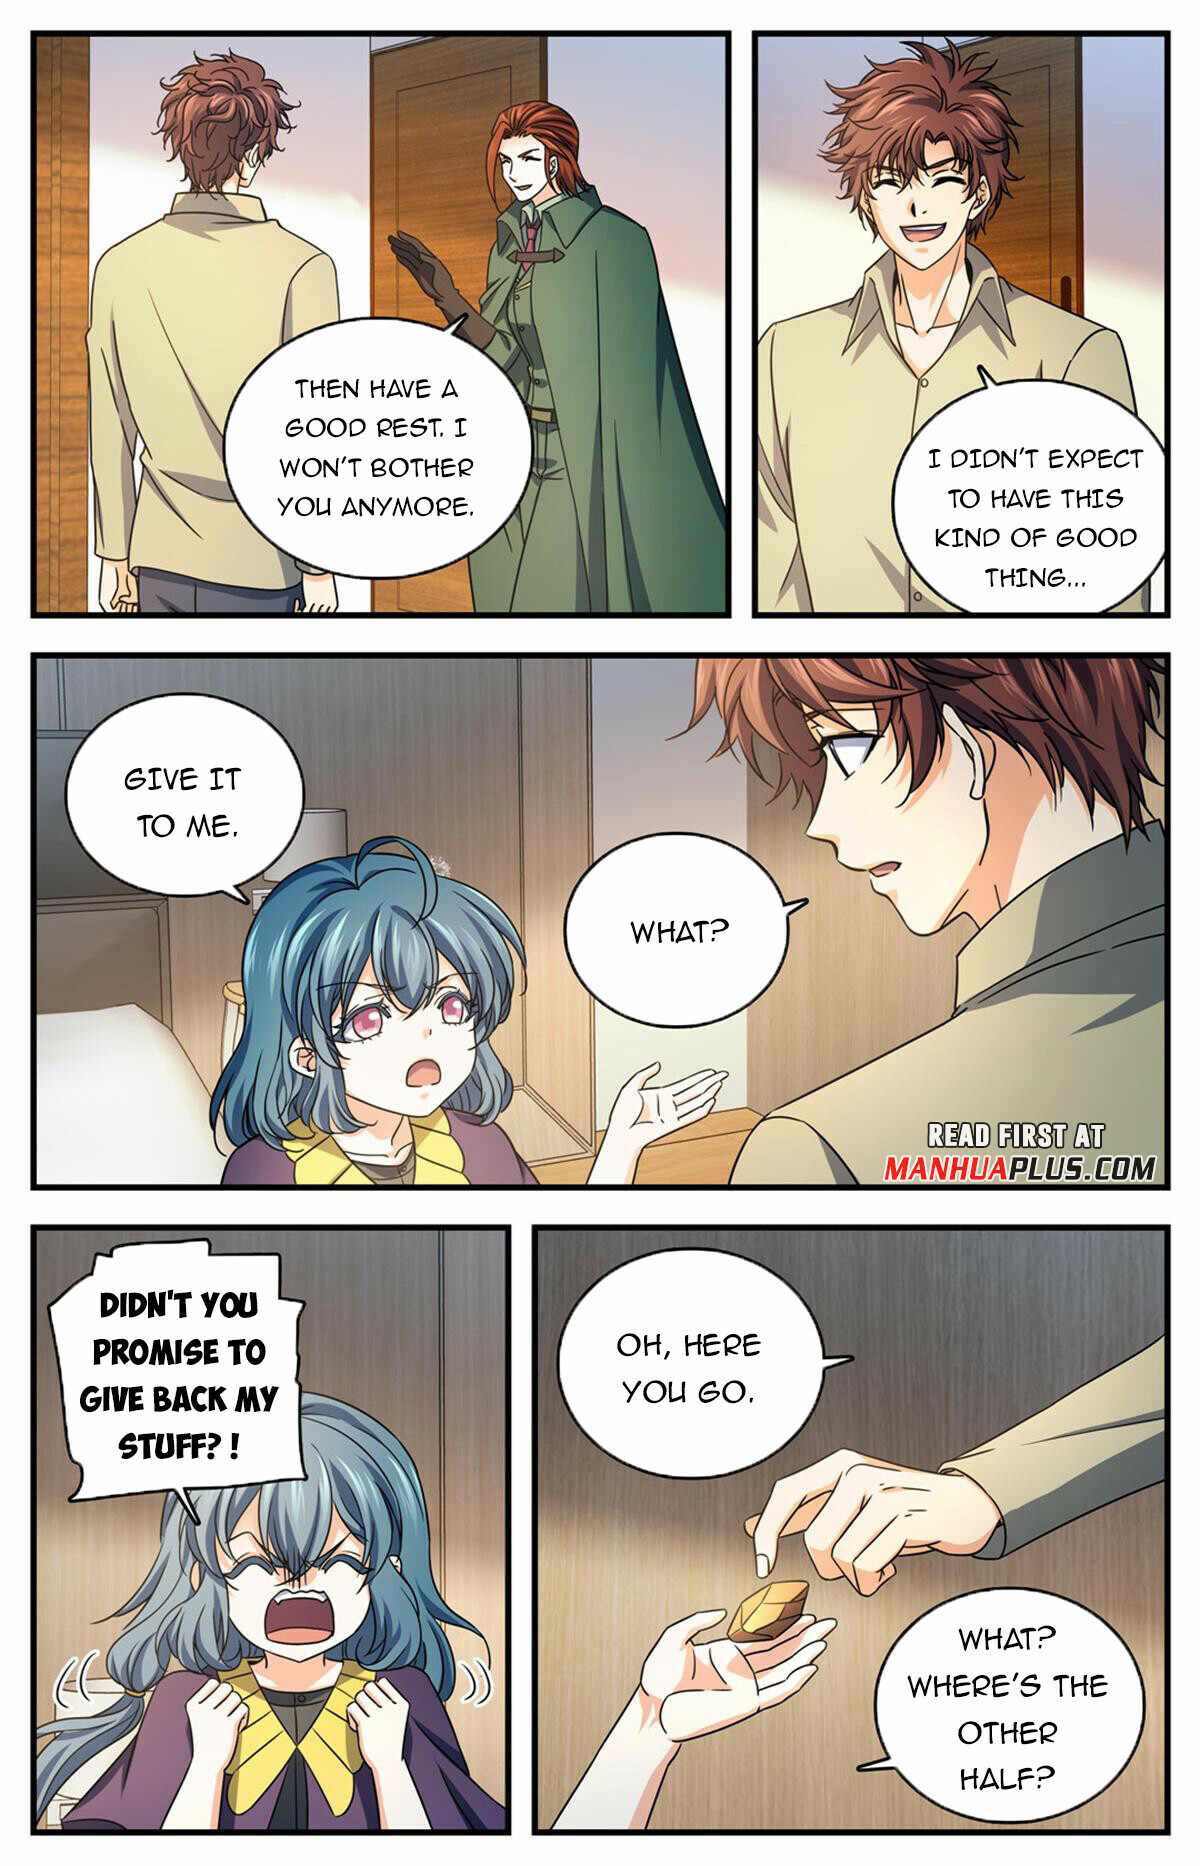 THEN HAVE A
GOOD REST. I
WON'T BOTHER
YOU ANYMORE.
I DIDN'T EXPECT
TO HAVE THIS
KIND OF GOOD
THING...
GIVE IT
TO ME.
WHAT?
READ FIRST AT
MANHUAPLUS.COM
DIDN'T YOU
PROMISE TO
GIVE BACK MY
STUFF?!
OH, HERE
YOU GO.
WHAT?
WHERE'S THE
OTHER
HALF?